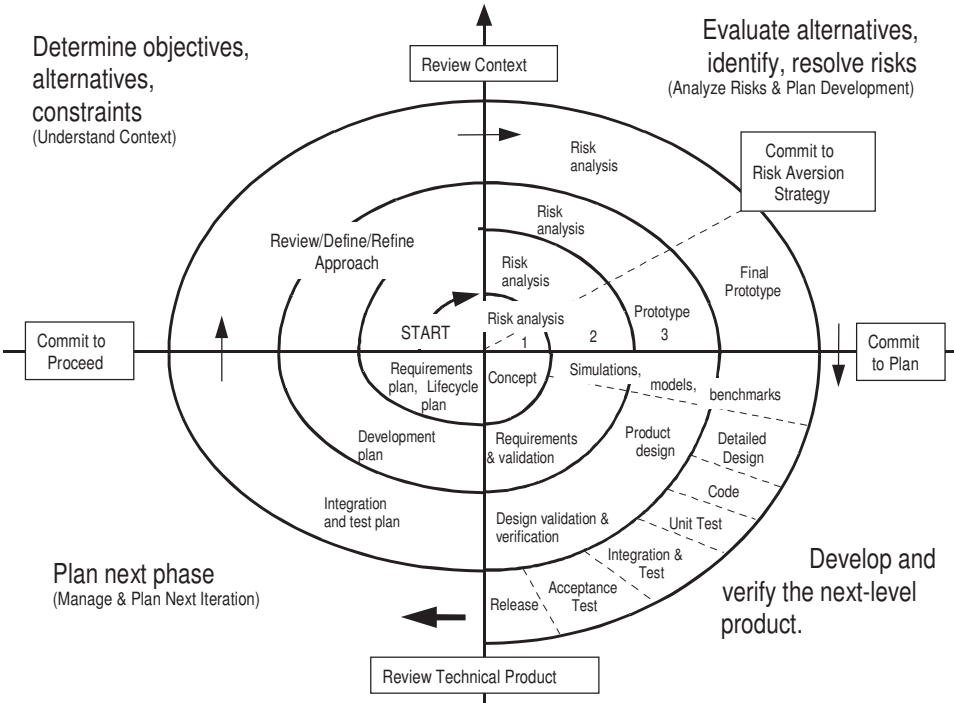 Determine objectives,
alternatives,
constraints
(Understand Context)
Review Context
Evaluate alternatives,
identify, resolve risks
(Analyze Risks & Plan Development)
Commit to
Risk Aversion
Strategy
Risk
analysis
Risk
analysis
Review/Define/Refine
Approach
Risk
analysis
Final
Prototype
Prototype
START
Risk analysis
1
2
3
Commit to
Proceed
Commit
to Plan
Requirements
plan, Lifecycle
plan
Concept
Simulations,
models,
benchmarks
Development
plan
Requirements
& validation
Product
design
Detailed
Design
Code
Integration
and test plan
Design validation &
verification
Unit Test
Integration &
Test
Acceptance
Test
Release
Plan next phase
(Manage & Plan Next Iteration)
Develop and
verify the next-level
product.
Review Technical Product